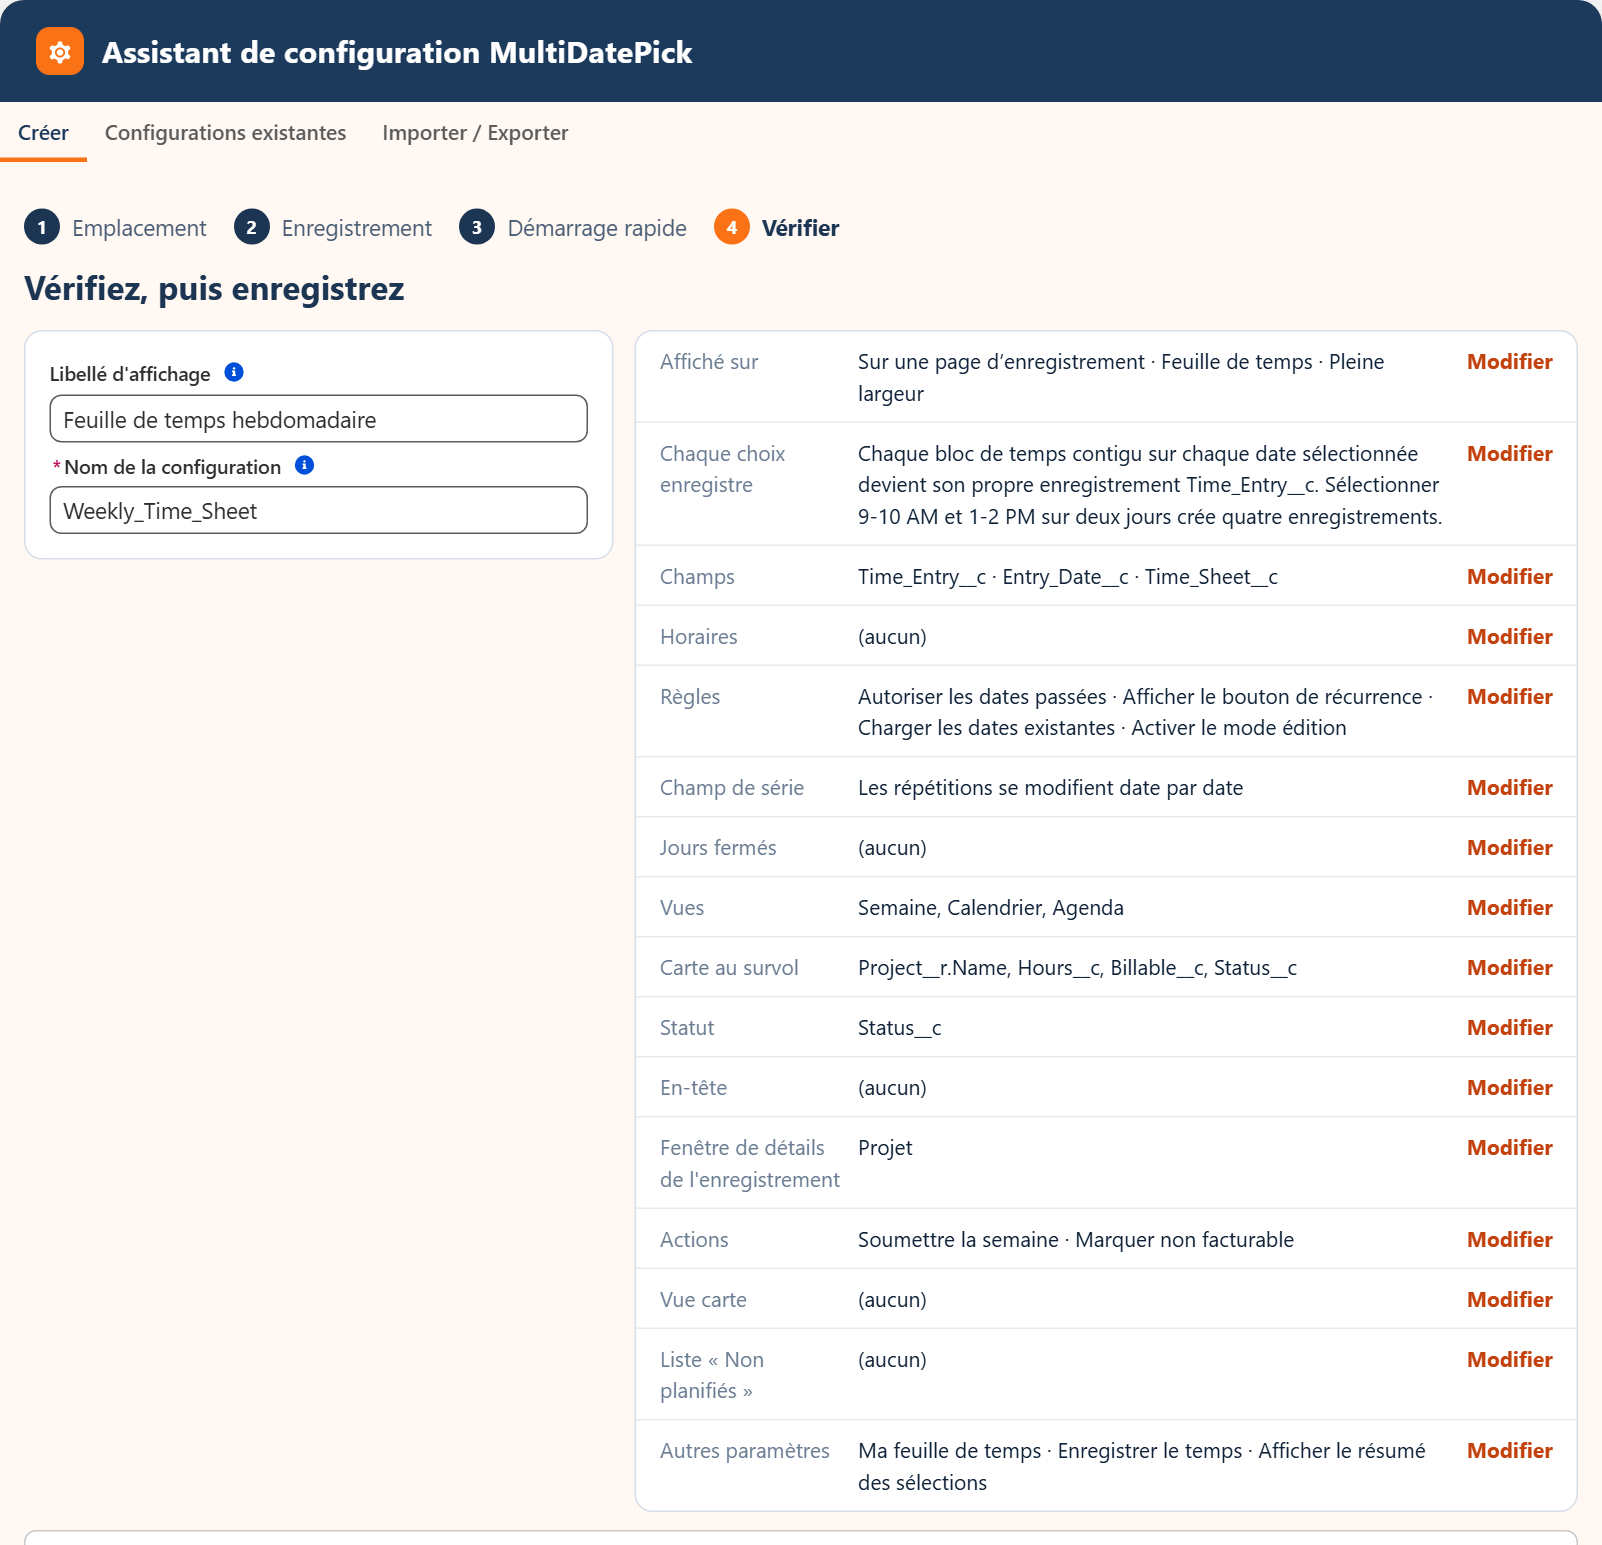 Assistant de configuration MultiDatePick
Créer
Configurations existantes
Importer / Exporter
1 Emplacement
2 Enregistrement
3 Démarrage rapide
4 Vérifier
Vérifiez, puis enregistrez
Libellé d'affichage
Feuille de temps hebdomadaire
*Nom de la configuration
Weekly_Time_Sheet
Affiché sur
Sur une page d’enregistrement · Feuille de temps · Pleine
largeur
Modifier
Chaque choix
enregistre
Chaque bloc de temps contigu sur chaque date sélectionnée
devient son propre enregistrement Time_Entry__c. Sélectionner
9-10 AM et 1-2 PM sur deux jours crée quatre enregistrements.
Modifier
Champs
Time_Entry__c · Entry_Date__c · Time_Sheet__c
Modifier
Horaires
(aucun)
Modifier
Règles
Autoriser les dates passées · Afficher le bouton de récurrence ·
Charger les dates existantes · Activer le mode édition
Modifier
Champ de série
Les répétitions se modifient date par date
Modifier
Jours fermés
(aucun)
Modifier
Vues
Semaine, Calendrier, Agenda
Modifier
Carte au survol
Project__r.Name, Hours__c, Billable__c, Status__c
Modifier
Statut
Status__c
Modifier
En-tête
(aucun)
Modifier
Fenêtre de détails
de l'enregistrement
Projet
Modifier
Actions
Soumettre la semaine · Marquer non facturable
Modifier
Vue carte
(aucun)
Modifier
Liste « Non
planifiés »
(aucun)
Modifier
Autres paramètres
Ma feuille de temps · Enregistrer le temps · Afficher le résumé
des sélections
Modifier